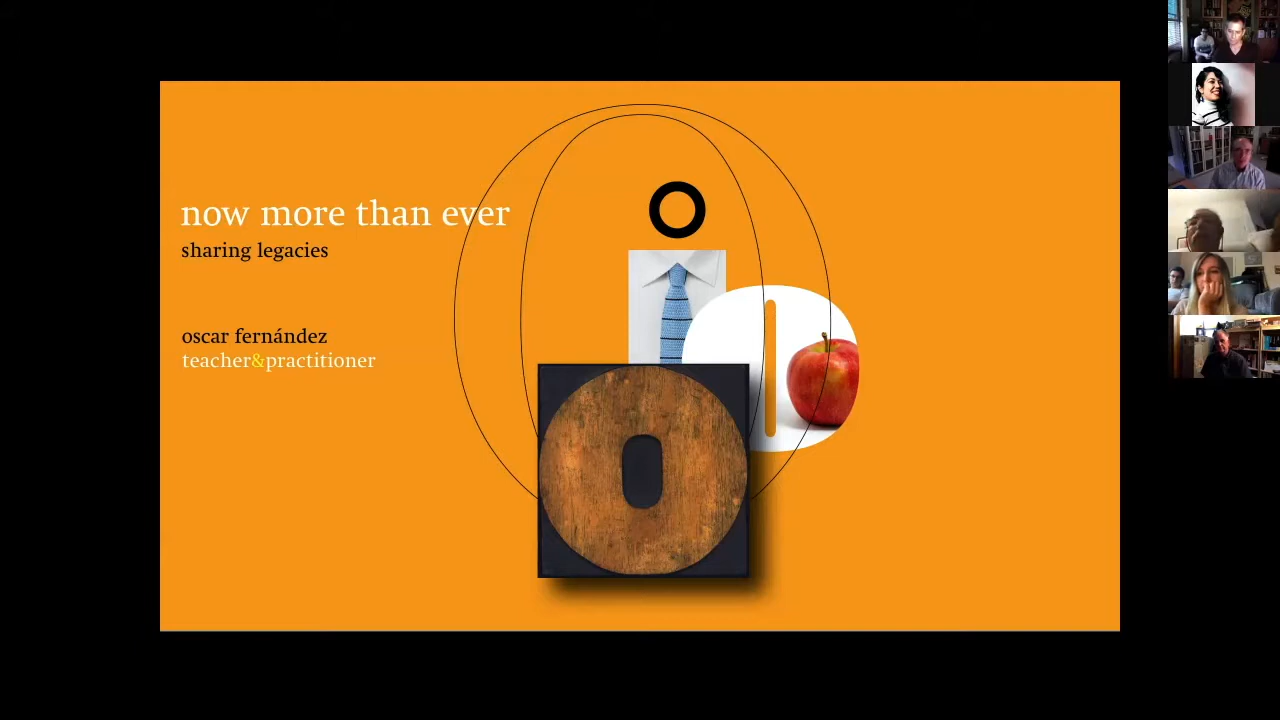 now more than ever
sharing legacies
oscar fernández
teacher&practitioner